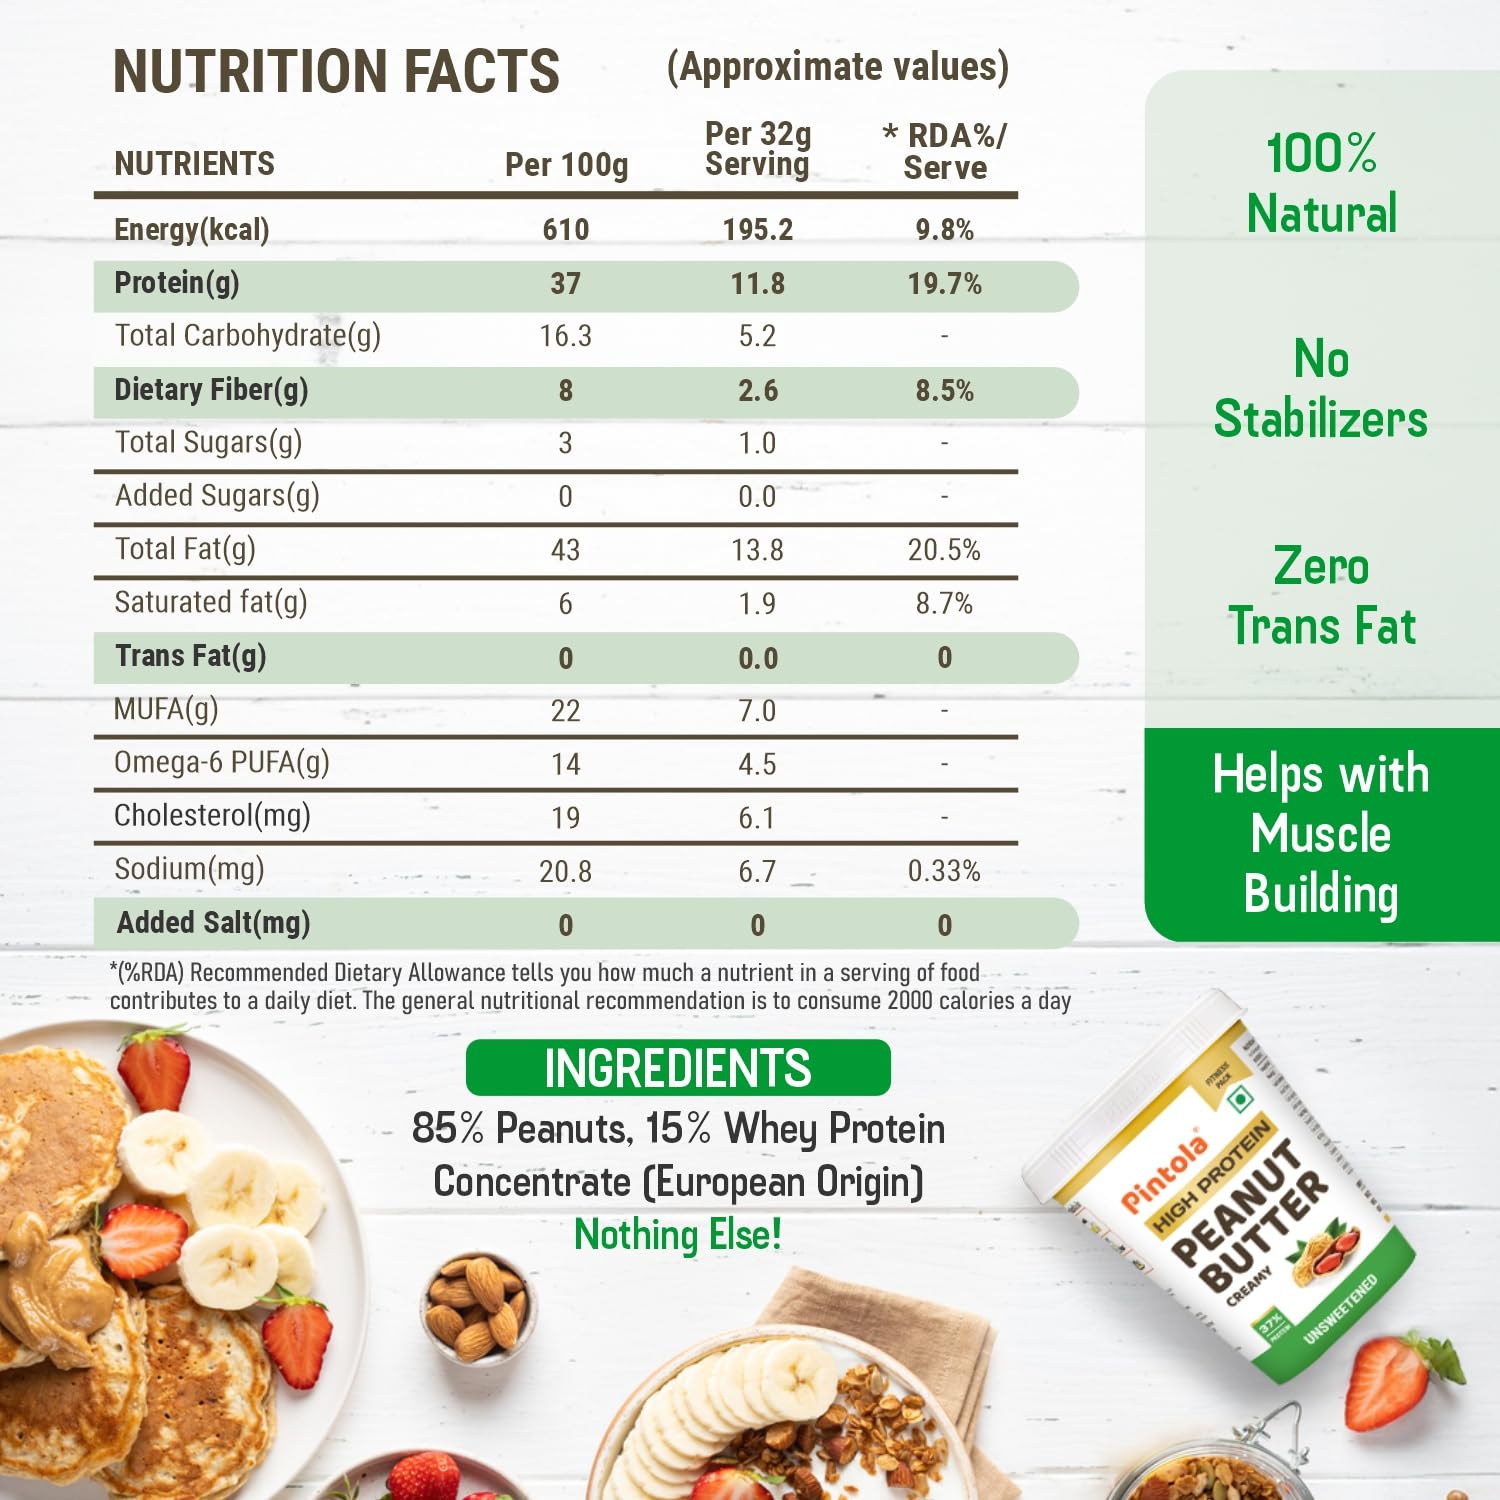 NUTRITION FACTS (Approximate values)
NUTRIENTS Per 100g Per 32g Serving * RDA%/ Serve
Energy(kcal) 610 195.2 9.8%
Protein(g) 37 11.8 19.7%
Total Carbohydrate(g) 16.3 5.2 -
Dietary Fiber(g) 8 2.6 8.5%
Total Sugars(g) 3 1.0 -
Added Sugars(g) 0 0.0 -
Total Fat(g) 43 13.8 20.5%
Saturated fat(g) 6 1.9 8.7%
Trans Fat(g) 0 0.0 0
MUFA(g) 22 7.0 -
Omega-6 PUFA(g) 14 4.5 -
Cholesterol(mg) 19 6.1 -
Sodium(mg) 20.8 6.7 0.33%
Added Salt(mg) 0 0 0
*(%RDA) Recommended Dietary Allowance tells you how much a nutrient in a serving of food
contributes to a daily diet. The general nutritional recommendation is to consume 2000 calories a day
100%
Natural
No
Stabilizers
Zero
Trans Fat
Helps with
Muscle
Building
INGREDIENTS
85% Peanuts, 15% Whey Protein
Concentrate (European Origin)
Nothing Else!
FITNESS
PACK
Pintola
HIGH PROTEIN
PEANUT
BUTTER
CREAMY
37%
PROTEIN
UNSWEETENED